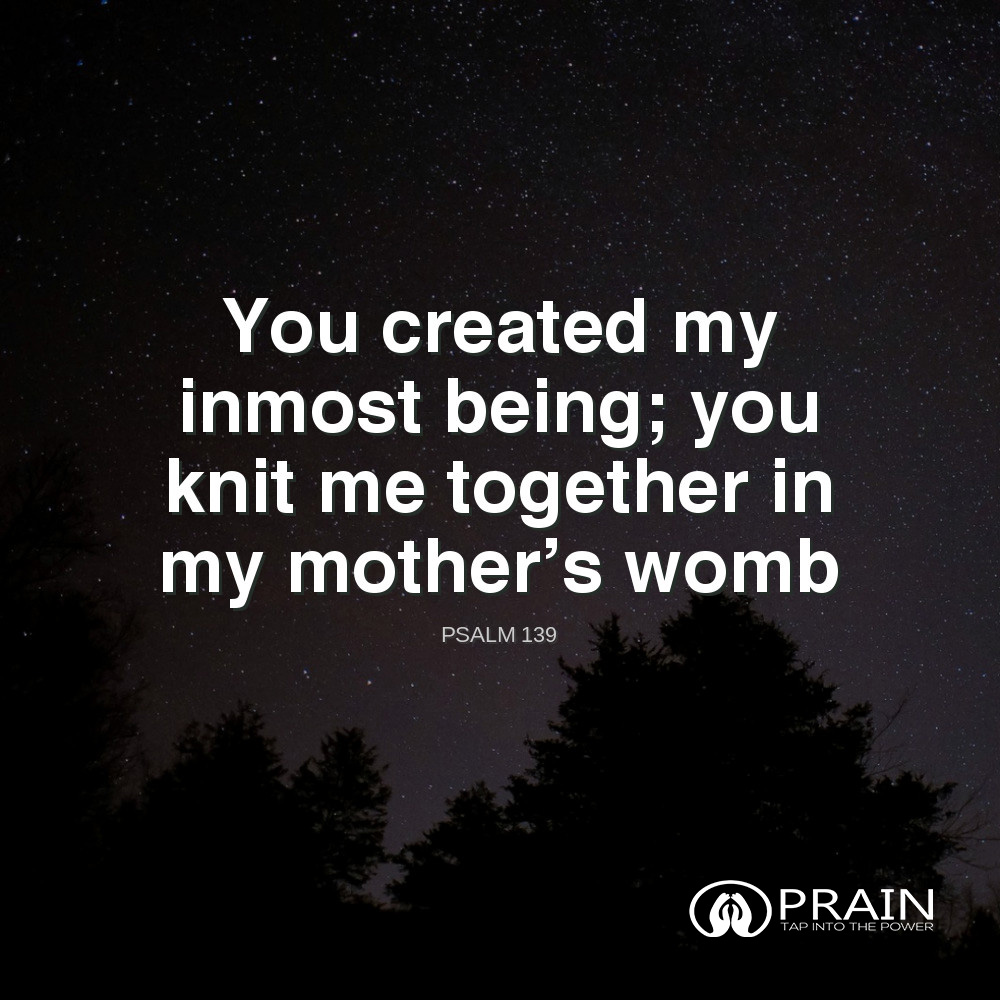 You created my
inmost being; you
knit me together in
my mother’s womb
PSALM 139
PRAIN
TAP INTO THE POWER